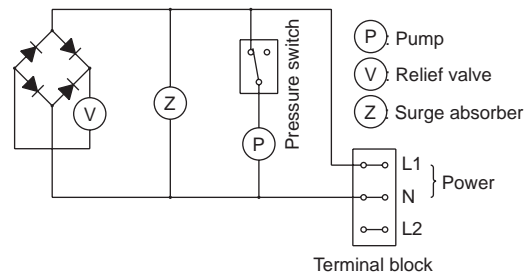 P : Pump
V : Relief valve
Z : Surge absorber
Pressure switch
V
Z
P
L1
N
L2
Power
Terminal block